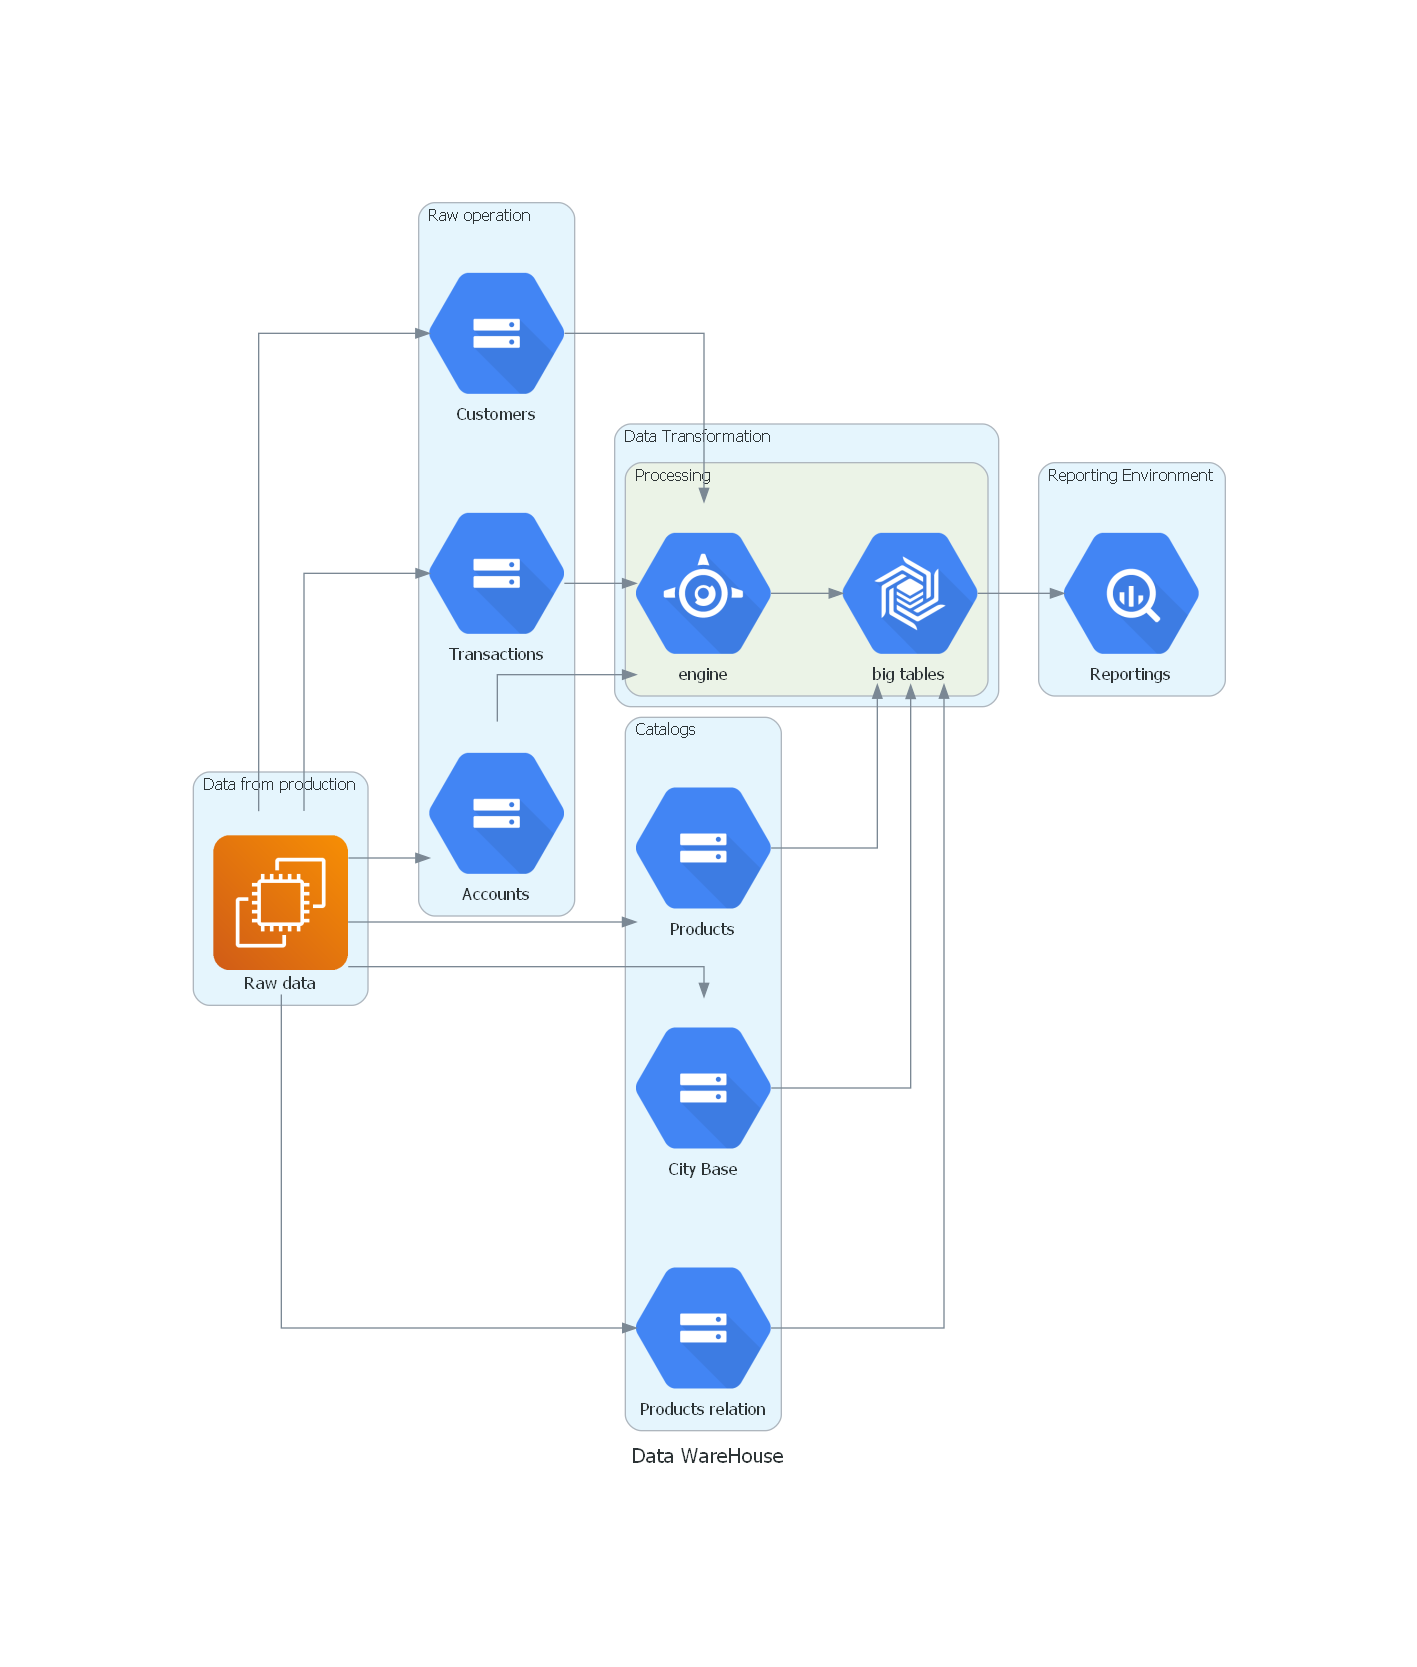 Raw operation
Customers
Data Transformation
Processing
Reporting Environment
Transactions
engine
big tables
Reportings
Catalogs
Data from production
Accounts
Products
Raw data
City Base
Products relation
Data WareHouse